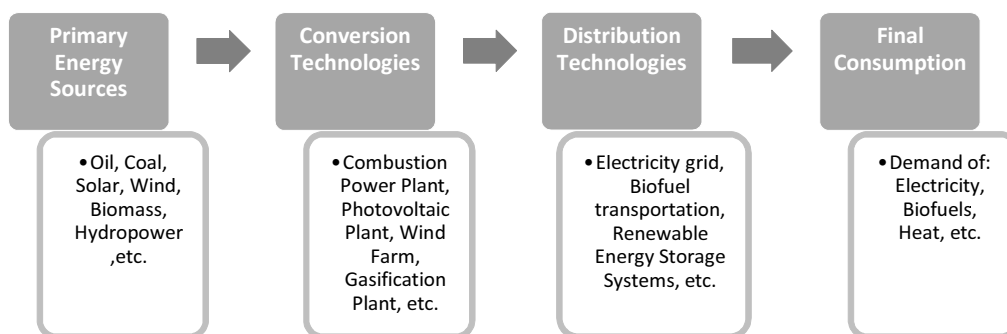 Primary
Energy
Sources
Conversion
Technologies
Distribution
Technologies
Final
Consumption
•Oil, Coal,
Solar, Wind,
Biomass,
Hydropower
,etc.
•Combustion
Power Plant,
Photovoltaic
Plant, Wind
Farm,
Gasification
Plant, etc.
•Electricity grid,
Biofuel
transportation,
Renewable
Energy Storage
Systems, etc.
•Demand of:
Electricity,
Biofuels,
Heat, etc.